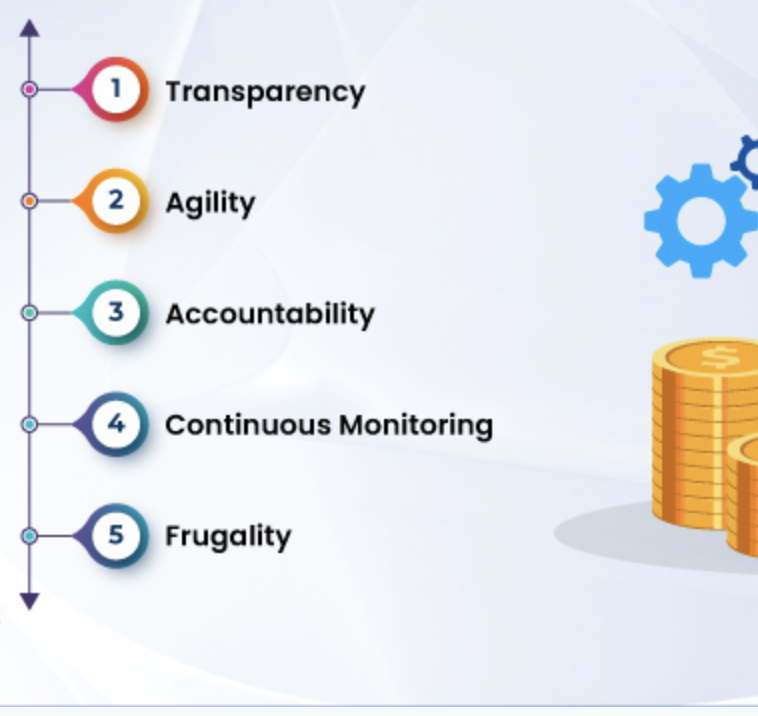 1 Transparency
2 Agility
3 Accountability
4 Continuous Monitoring
5 Frugality
$